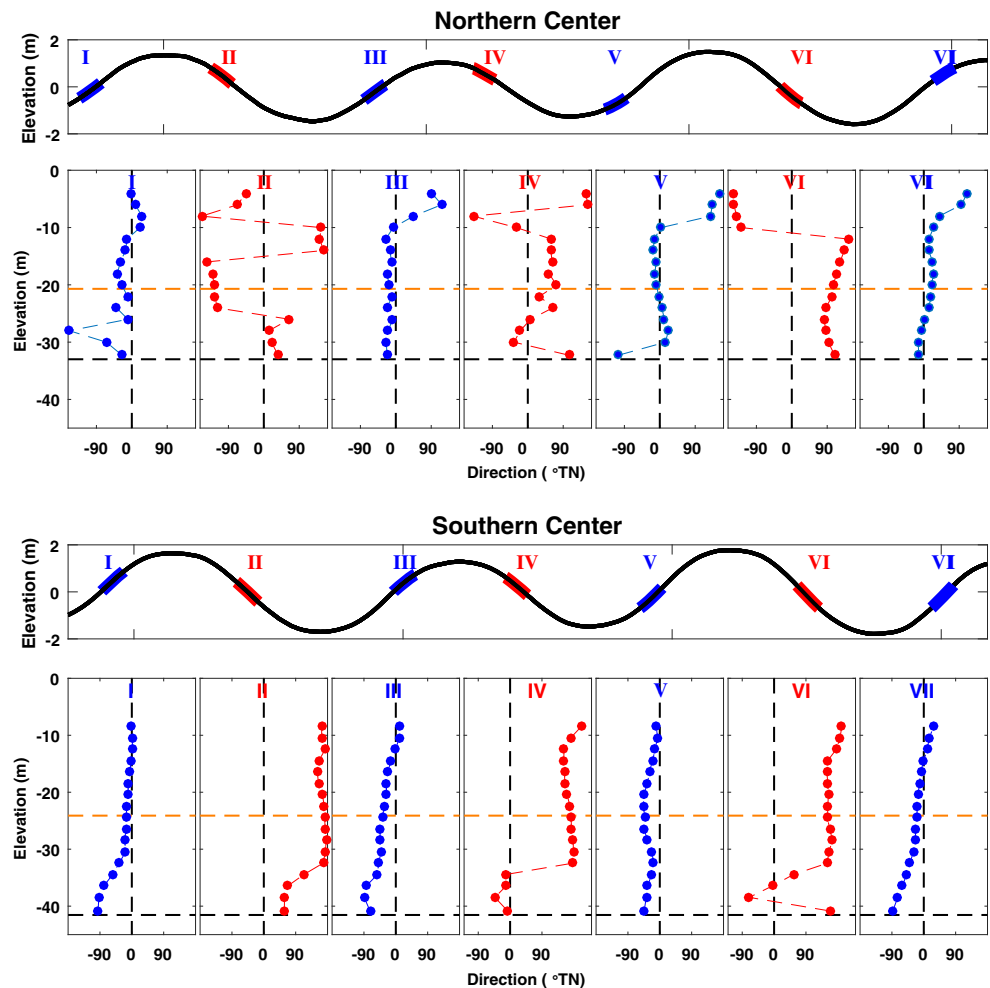 Northern Center
Elevation (m)
2
0
-2
I II III IV V VI VII
Elevation (m)
0
-10
-20
-30
-40
I II III IV V VI VII
-90 0 90 -90 0 90 -90 0 90 -90 0 90 -90 0 90 -90 0 90 -90 0 90
Direction ( °TN)
Southern Center
Elevation (m)
2
0
-2
I II III IV V VI VII
Elevation (m)
0
-10
-20
-30
-40
I II III IV V VI VII
-90 0 90 -90 0 90 -90 0 90 -90 0 90 -90 0 90 -90 0 90 -90 0 90
Direction ( °TN)